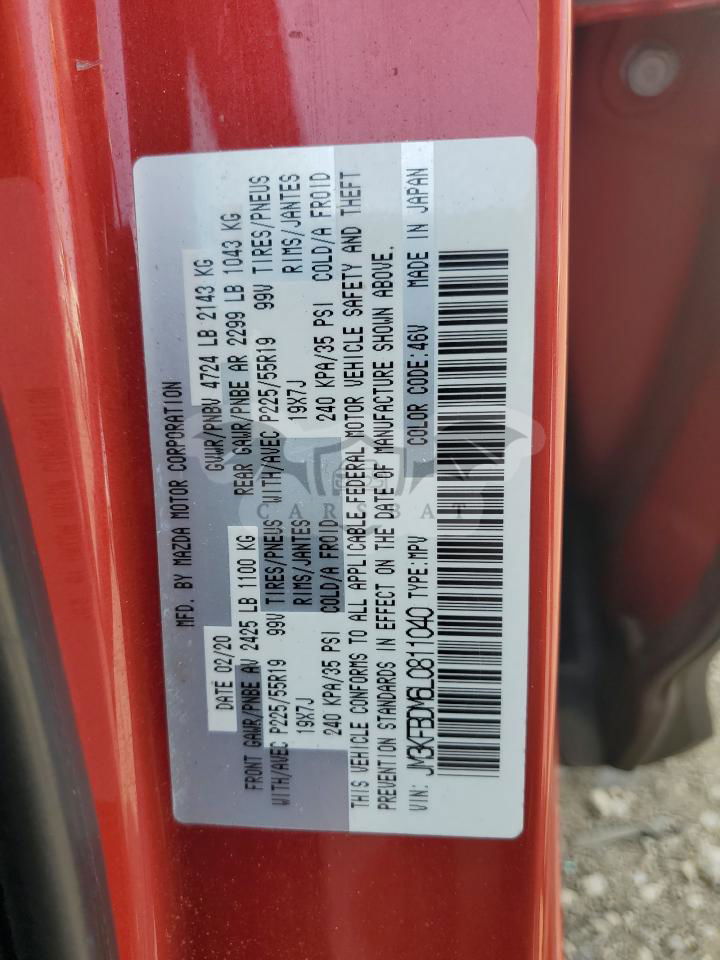 MFD. BY MAZDA MOTOR CORPORATION
DATE 02/20 GVWR/PNBV 4724 LB 2143 KG
FRONT GAWR/PNBE AV 2425 LB 1100 KG REAR GAWR/PNBE AR 2299 LB 1043 KG
WITH/AVEC P225/55R19 99V TIRES/PNEUS WITH/AVEC P225/55R19 99V TIRES/PNEUS
19X7J RIMS/JANTES 19X7J RIMS/JANTES
240 KPA/35 PSI COLD/A FROID 240 KPA/35 PSI COLD/A FROID
THIS VEHICLE CONFORMS TO ALL APPLICABLE FEDERAL MOTOR VEHICLE SAFETY AND THEFT
PREVENTION STANDARDS IN EFFECT ON THE DATE OF MANUFACTURE SHOWN ABOVE.
VIN: JM3KFBDM6L0811040 TYPE:MPV COLOR CODE:46V MADE IN JAPAN
CARSBAT